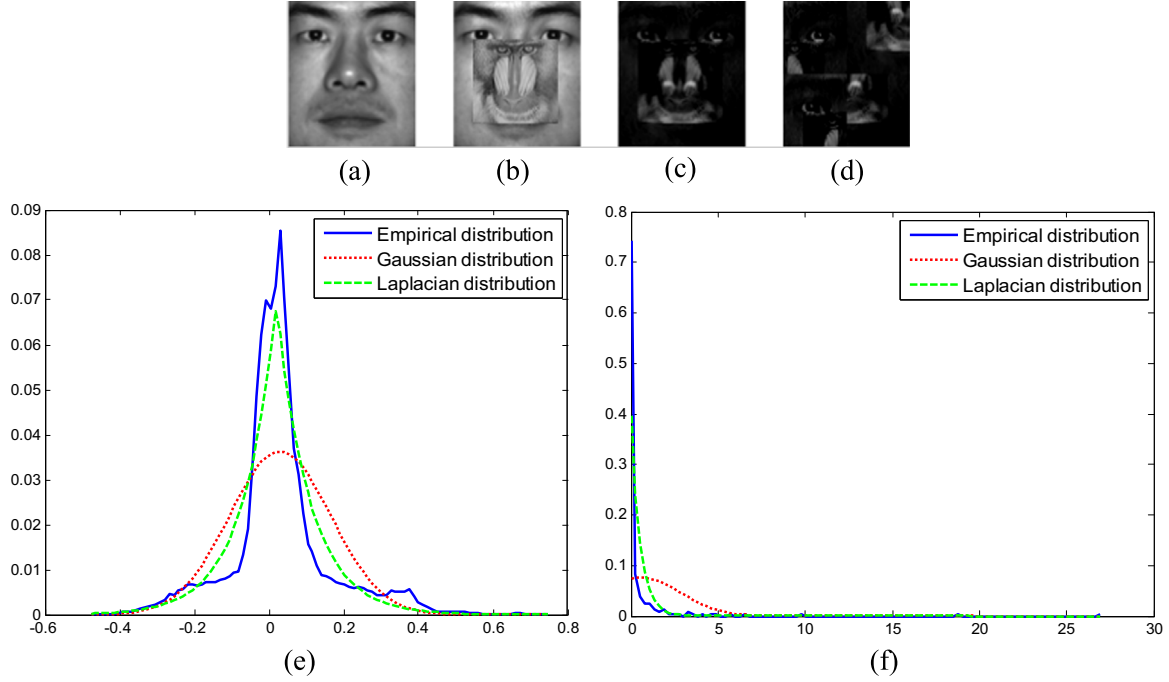 (a) (b) (c) (d)
0.09
0.08
0.07
0.06
0.05
0.04
0.03
0.02
0.01
0
-0.6 -0.4 -0.2 0 0.2 0.4 0.6 0.8
Empirical distribution
Gaussian distribution
Laplacian distribution
(e)
0.8
0.7
0.6
0.5
0.4
0.3
0.2
0.1
0
0 5 10 15 20 25 30
Empirical distribution
Gaussian distribution
Laplacian distribution
(f)